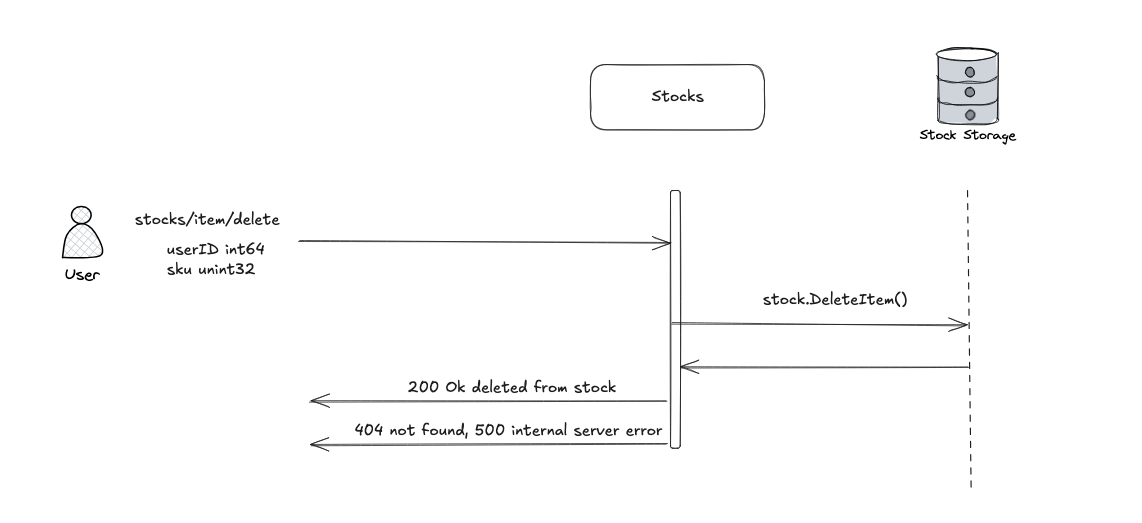 Stocks
Stock Storage
stocks/item/delete
userID int64
sku unint32
User
stock.DeleteItem()
200 Ok deleted from stock
404 not found, 500 internal server error